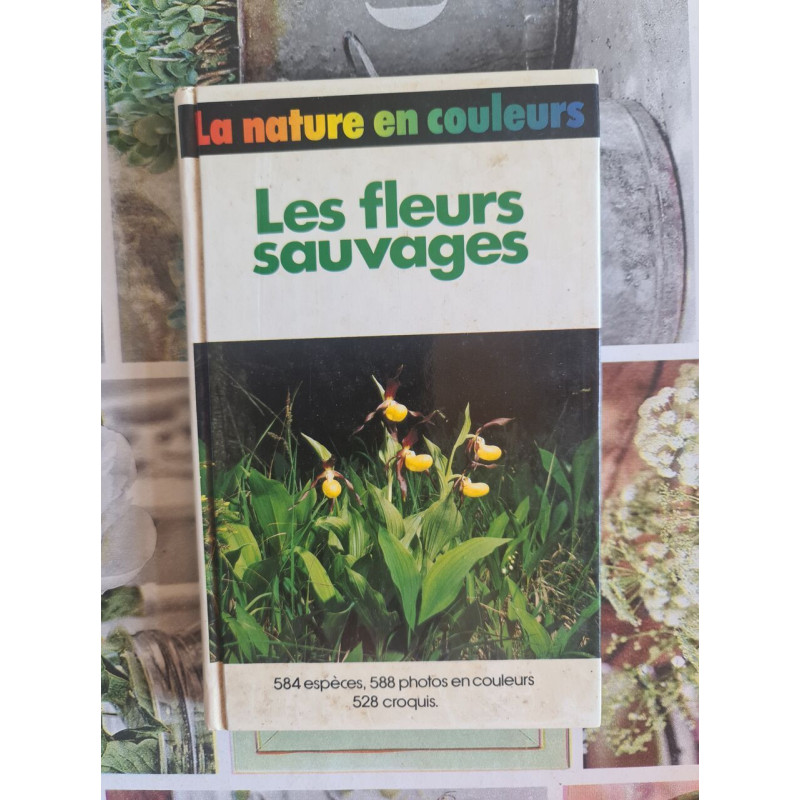 La nature en couleurs
Les fleurs
sauvages
584 espèces, 588 photos en couleurs
528 croquis.